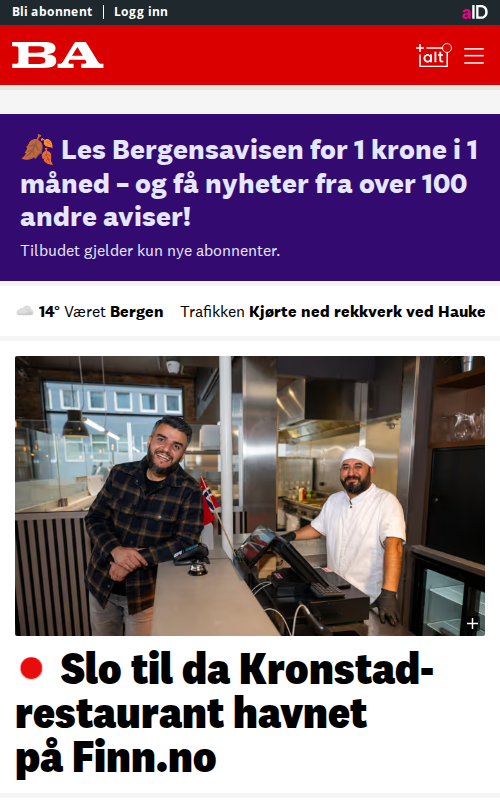 Bli abonnent | Logg inn
aID
BA
+alt
Les Bergensavisen for 1 krone i 1
måned – og få nyheter fra over 100
andre aviser!
Tilbudet gjelder kun nye abonnenter.
14° Været Bergen Trafikken Kjørte ned rekkverk ved Hauke
Slo til da Kronstad-
restaurant havnet
på Finn.no